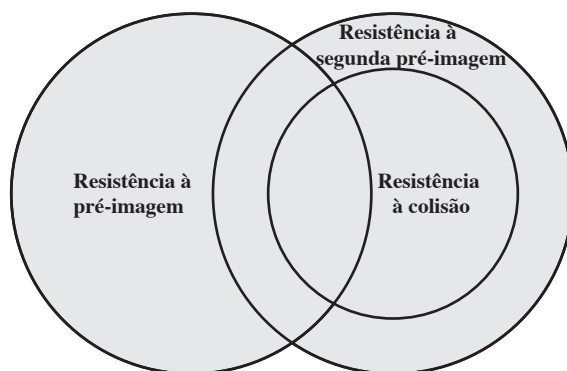 Resistência à
segunda pré-imagem
Resistência à
pré-imagem
Resistência
à colisão